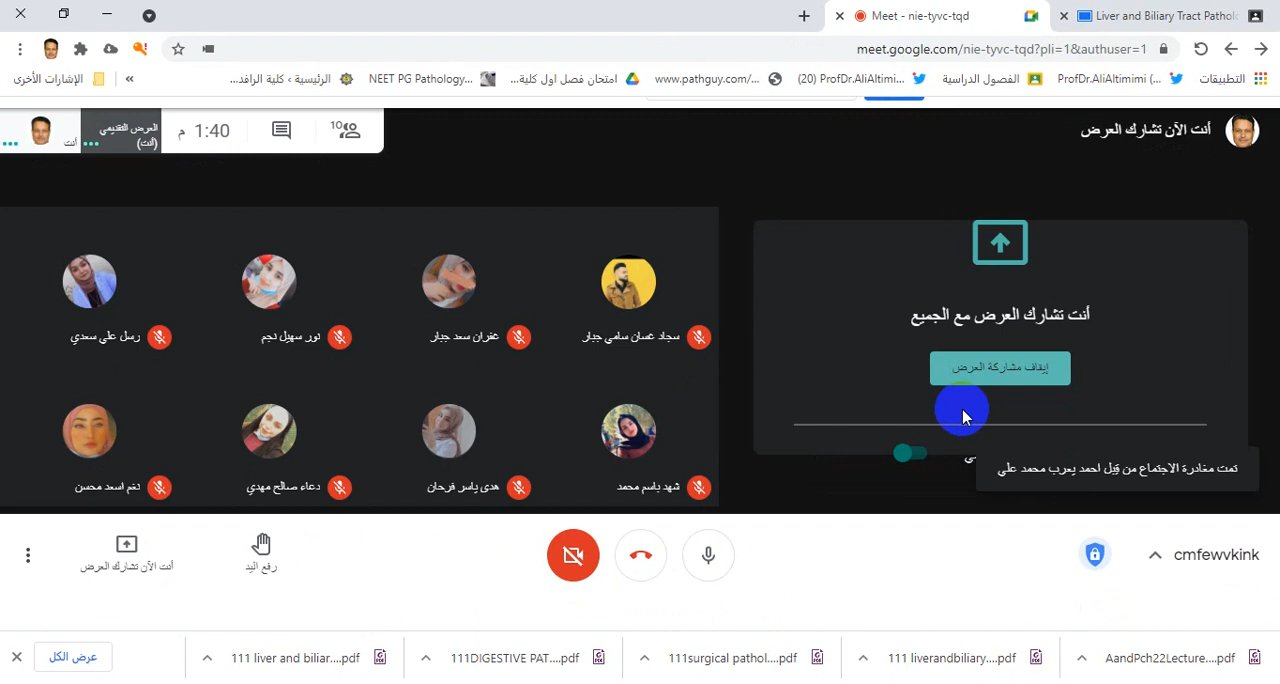 Meet - nie-tyvc-tqd
Liver and Biliary Tract Pathol
meet.google.com/nie-tyvc-tqd?pli=1&authuser=1
التطبيقات
ProfDr.AliAltimimi (...
الفصول الدراسية
(20) ProfDr.AliAltimi...
www.pathguy.com/...
امتحان فصل اول كلية...
NEET PG Pathology...
الرئيسية › كلية الرافد...
»
الإشارات الأخرى
أنت الآن تشارك العرض
10
1:40 م
العرض التقديمي
(أنت)
أنت
سجاد غسان سامي جبار
غفران سعد جبار
نور سهيل نجم
رسل علي سعدي
شهد باسم محمد
هدى ياسر فرحان
دعاء صالح مهدي
نغم اسعد محسن
أنت تشارك العرض مع الجميع
إيقاف مشاركة العرض
تمت مغادرة الاجتماع من قِبل احمد يعرب محمد علي
cmfewvkink
رفع اليد
أنت الآن تشارك العرض
AandPch22Lecture....pdf
111 liverandbiliary....pdf
111surgical pathol....pdf
111DIGESTIVE PAT....pdf
111 liver and biliar....pdf
عرض الكل